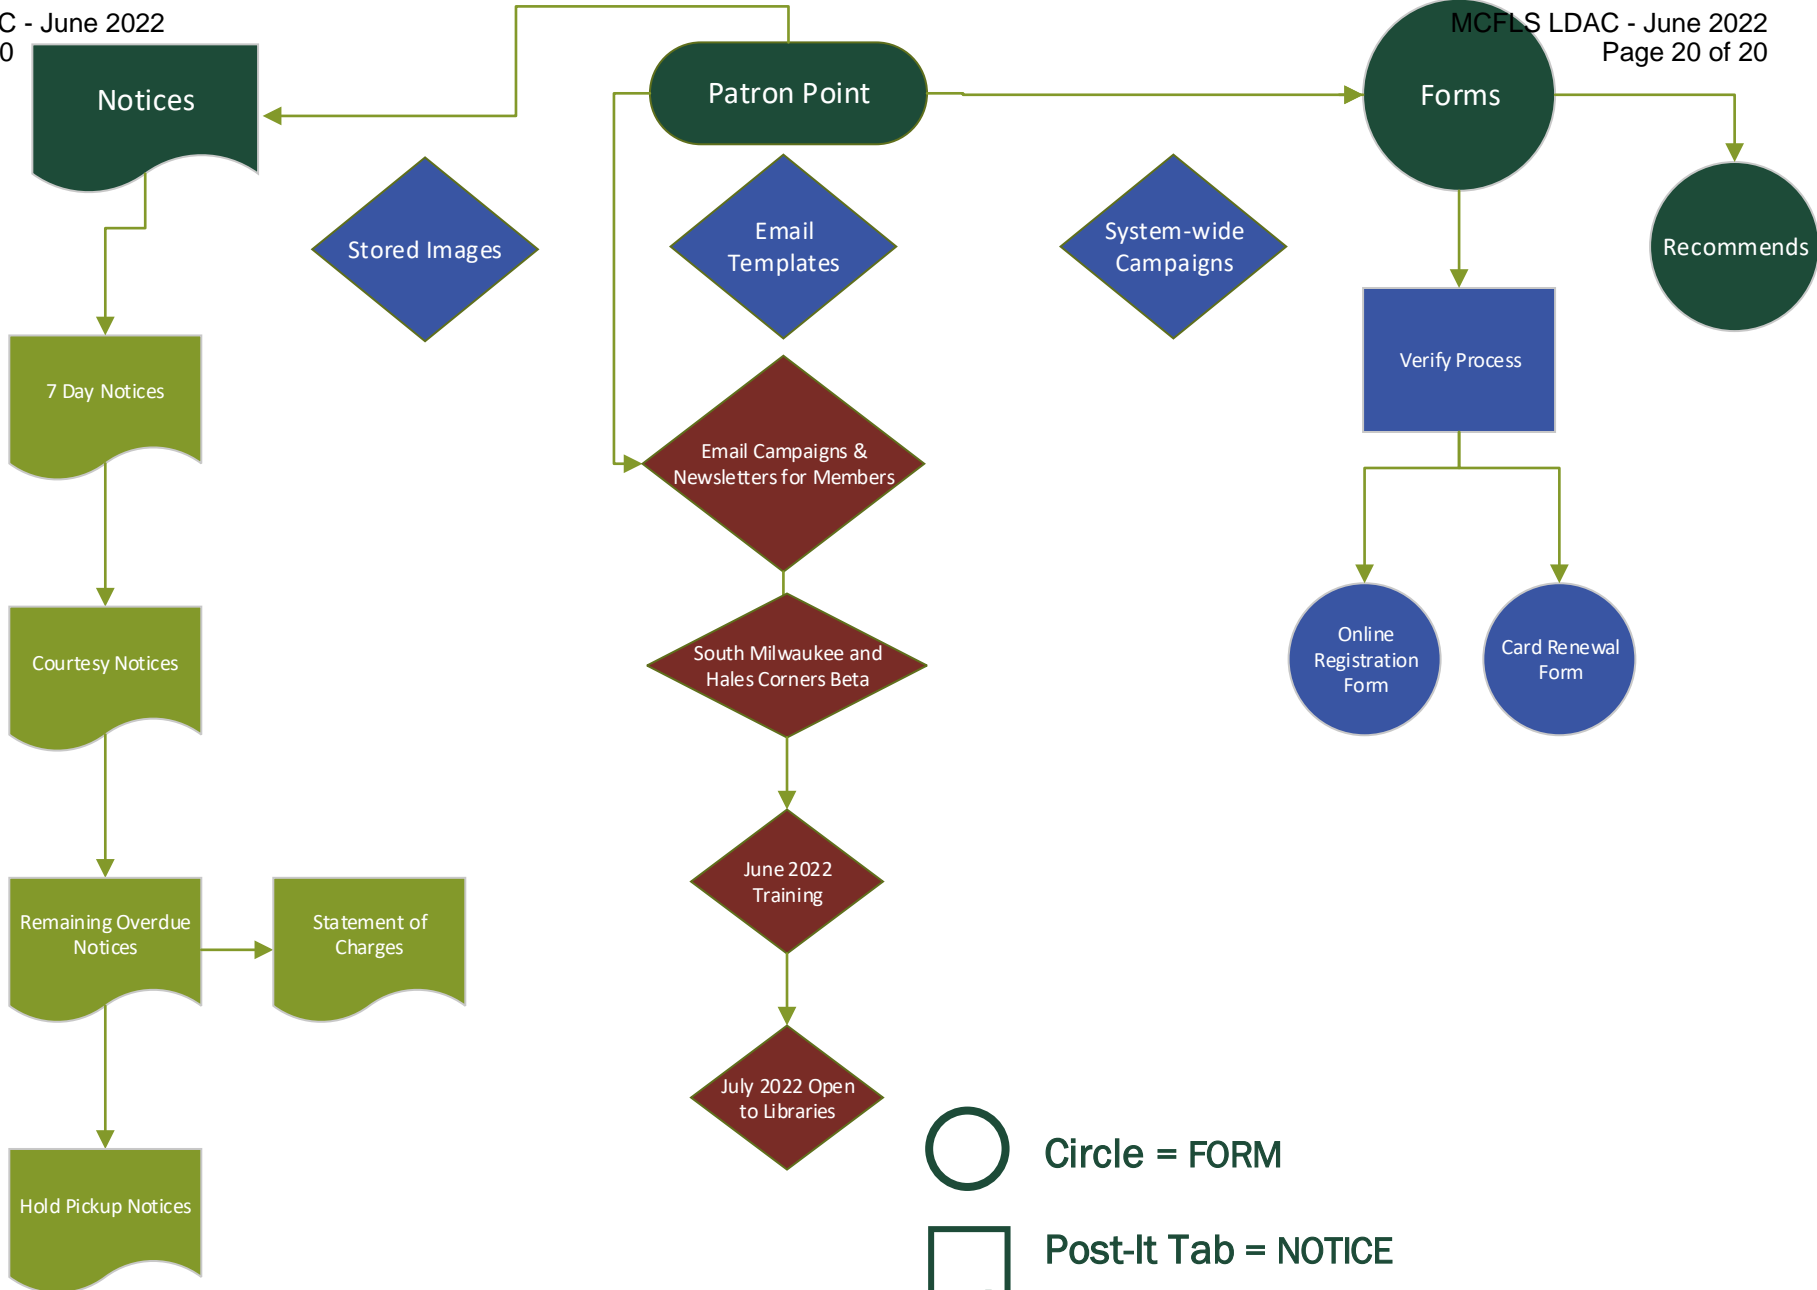 C - June 2022
0
MCFLS LDAC - June 2022
Page 20 of 20
Notices
Patron Point
Forms
Stored Images
Email
Templates
System-wide
Campaigns
Recommends
7 Day Notices
Verify Process
Email Campaigns &
Newsletters for Members
Courtesy Notices
South Milwaukee and
Hales Corners Beta
Online
Registration
Form
Card Renewal
Form
Remaining Overdue
Notices
Statement of
Charges
June 2022
Training
July 2022 Open
to Libraries
Hold Pickup Notices
Circle = FORM
Post-It Tab = NOTICE